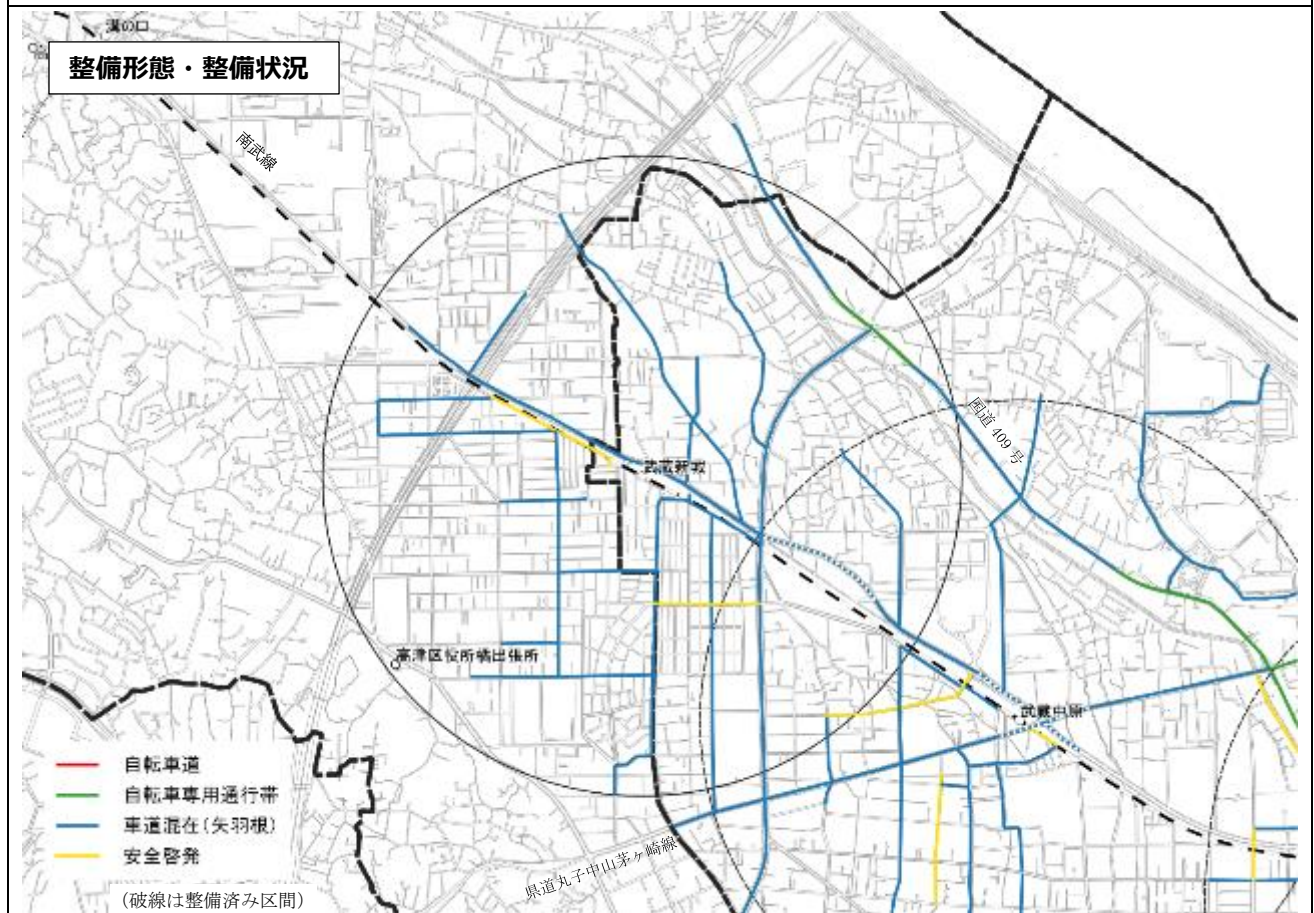 溝の口
整備形態・整備状況
南武線
国道 409 号
武蔵新城
高津区役所橘出張所
武蔵中原
自転車道
自転車専用通行帯
車道混在(矢羽根)
安全啓発
(破線は整備済み区間)
県道丸子中山茅ヶ崎線